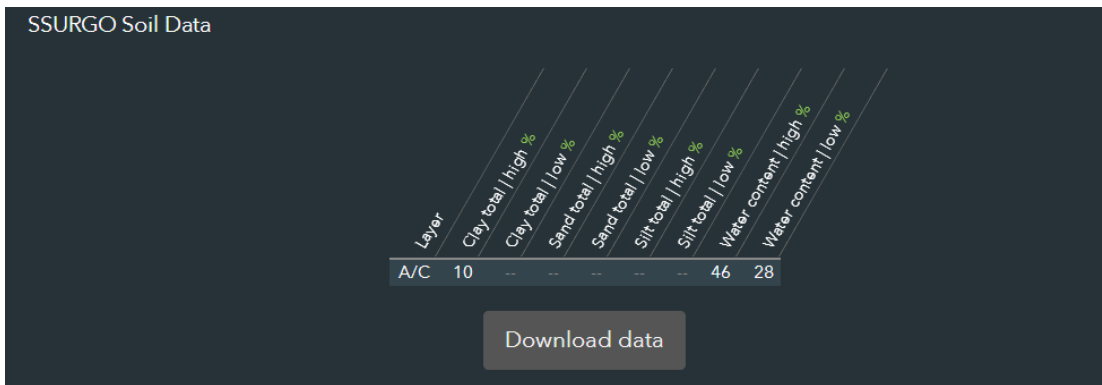 SSURGO Soil Data
Layer
Clay total | high %
Clay total | low %
Sand total | high %
Sand total | low %
Silt total | high %
Silt total | low %
Water content | high %
Water content | low %
A/C 10 -- -- -- -- -- 46 28
Download data